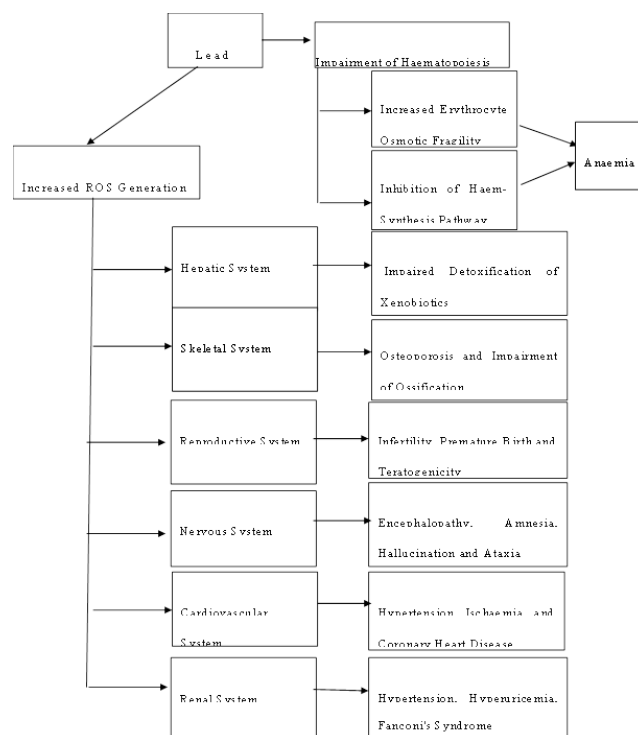 Lead
Impairment of Haematopoiesis
Increased Erythrocyte
Osmotic Fragility
Anaemia
Increased ROS Generation
Inhibition of Haem-
Synthesis Pathway
Hepatic System
Impaired Detoxification of
Xenobiotics
Skeletal System
Osteoporosis and Impairment
of Ossification
Reproductive System
Infertility, Premature Birth and
Teratogenicity
Nervous System
Encephalopathy, Amnesia,
Hallucination and Ataxia
Cardiovascular
System
Hypertension, Ischaemia and
Coronary Heart Disease
Renal System
Hypertension, Hyperuricemia,
Fanconi's Syndrome